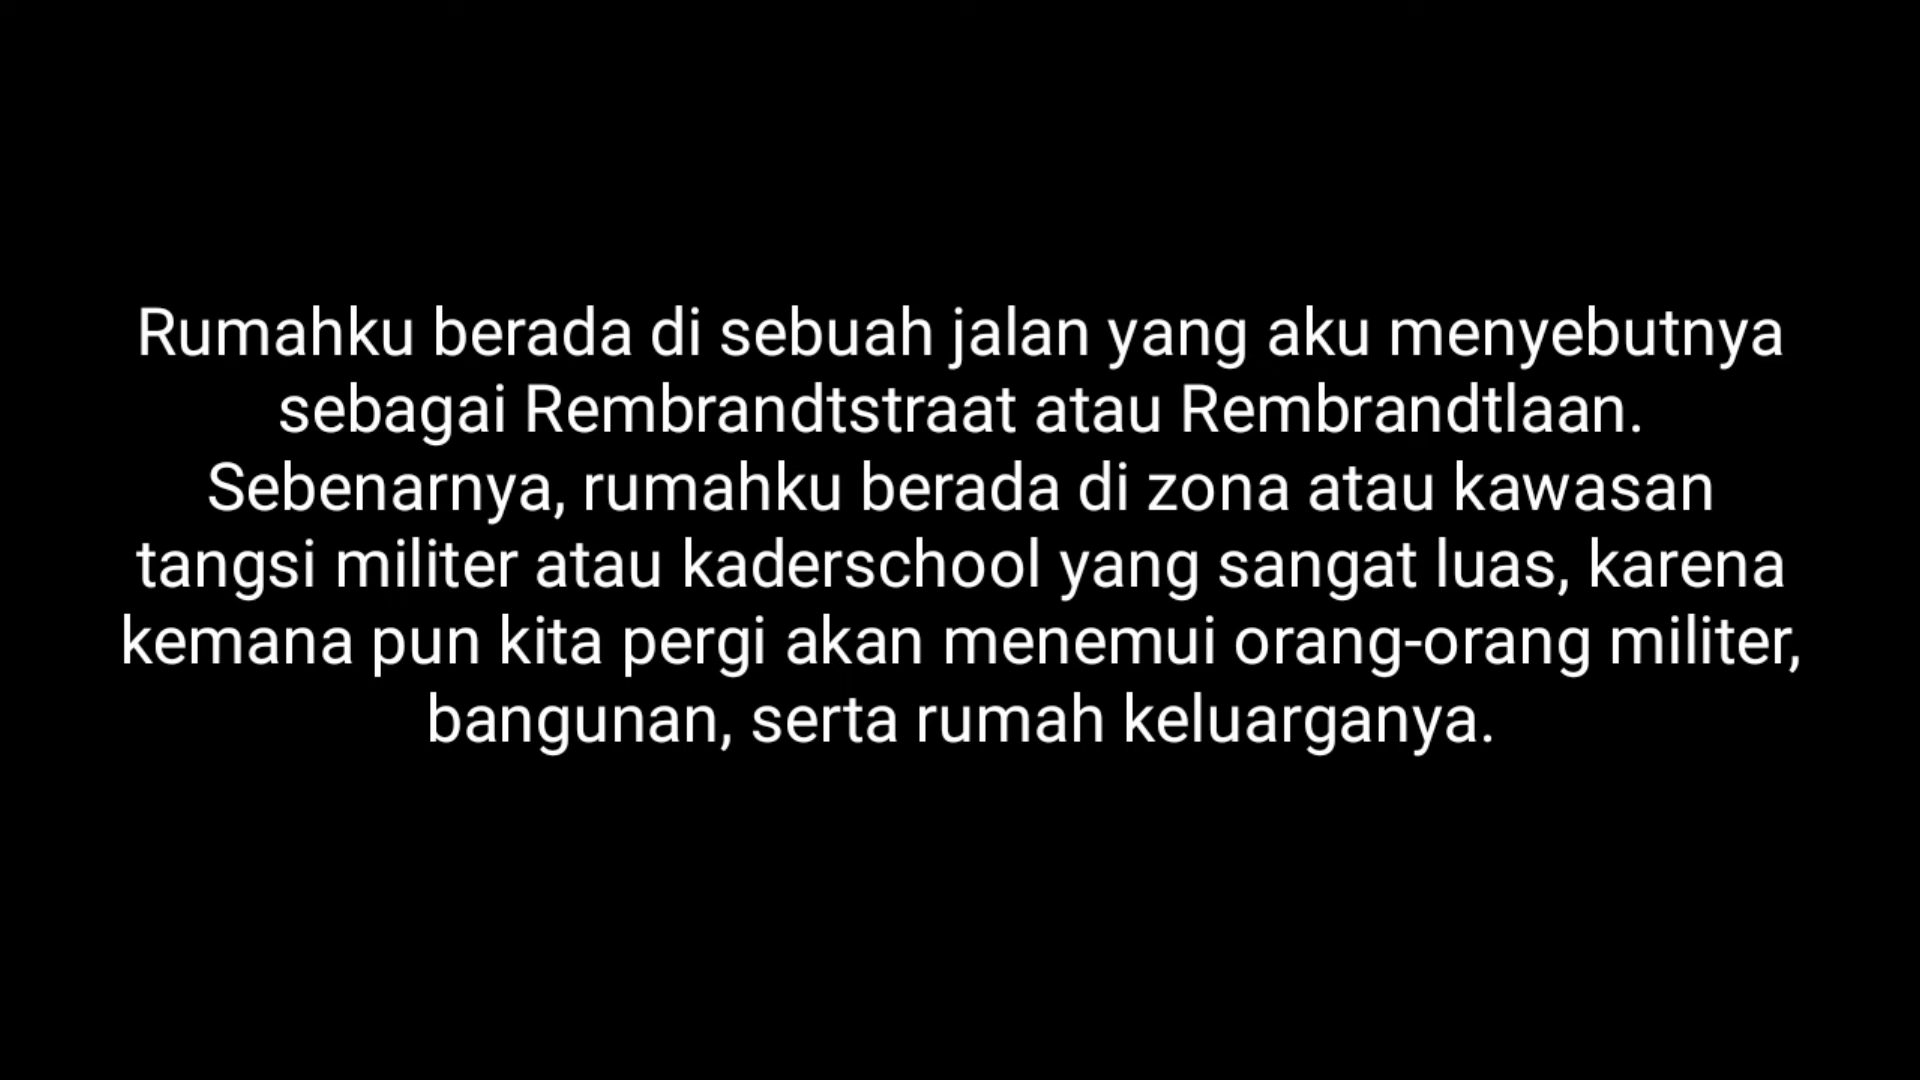 Rumahku berada di sebuah jalan yang aku menyebutnya
sebagai Rembrandtstraat atau Rembrandtlaan.
Sebenarnya, rumahku berada di zona atau kawasan
tangsi militer atau kaderschool yang sangat luas, karena
kemana pun kita pergi akan menemui orang-orang militer,
bangunan, serta rumah keluarganya.